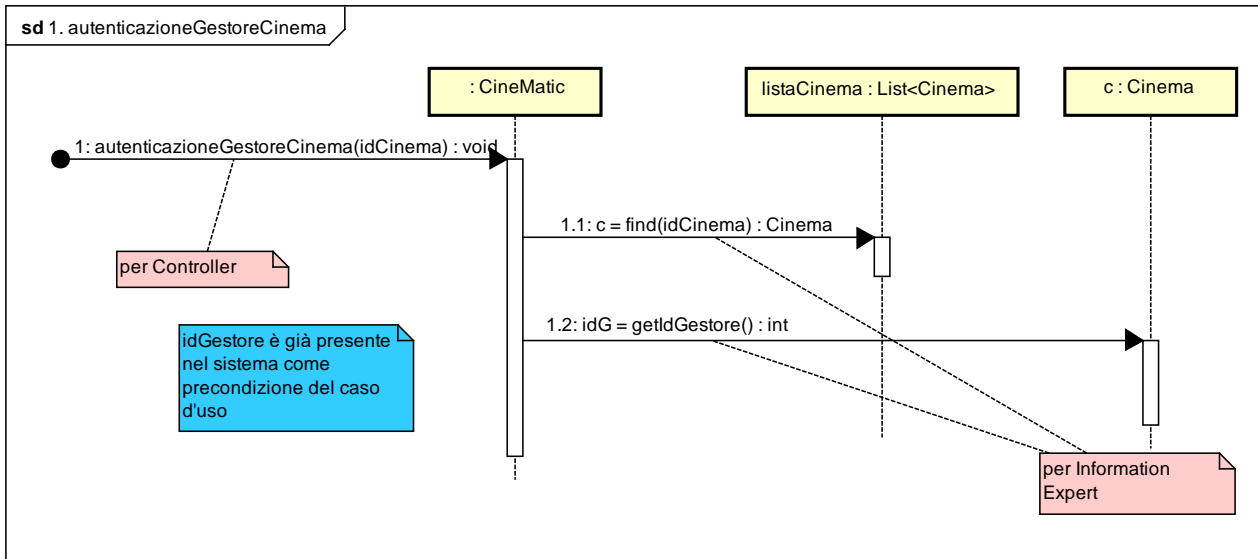 sd 1. autenticazioneGestoreCinema
: CineMatic
listaCinema : List<Cinema>
c : Cinema
1: autenticazioneGestoreCinema(idCinema) : void
1.1: c = find(idCinema) : Cinema
per Controller
1.2: idG = getIdGestore() : int
idGestore è già presente
nel sistema come
precondizione del caso
d'uso
per Information
Expert